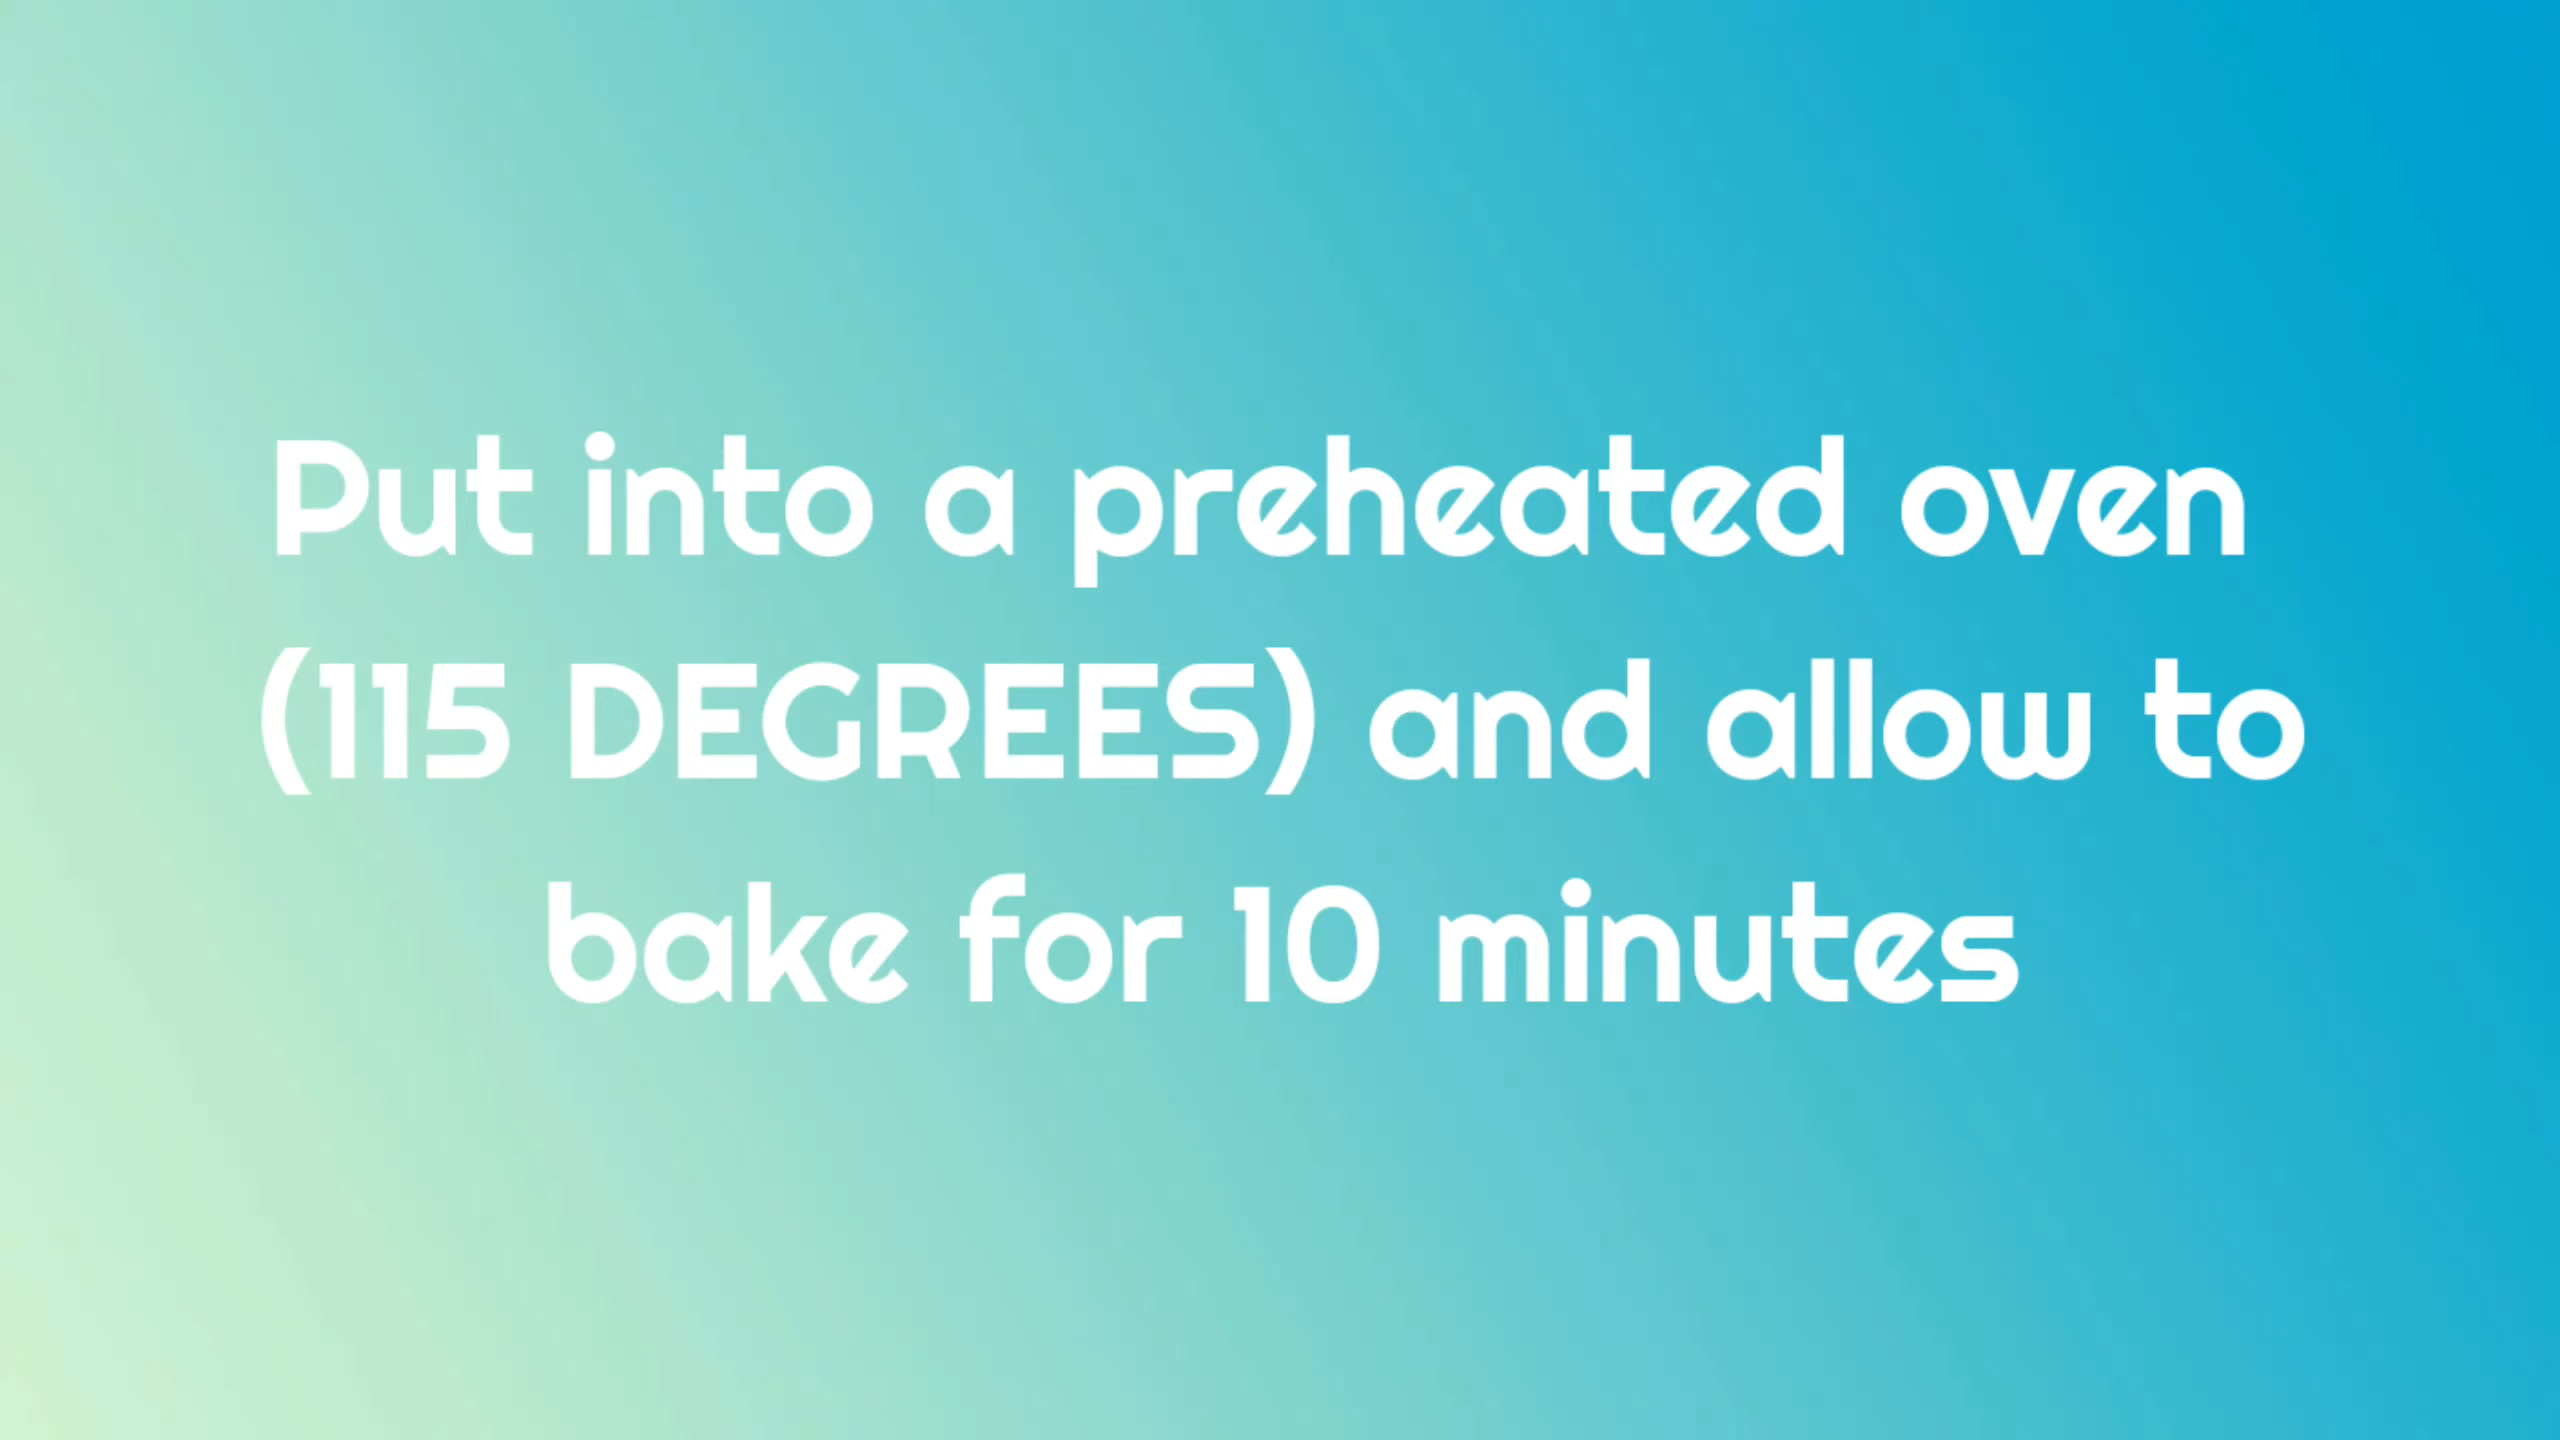 Put into a preheated oven
(115 DEGREES) and allow to
bake for 10 minutes